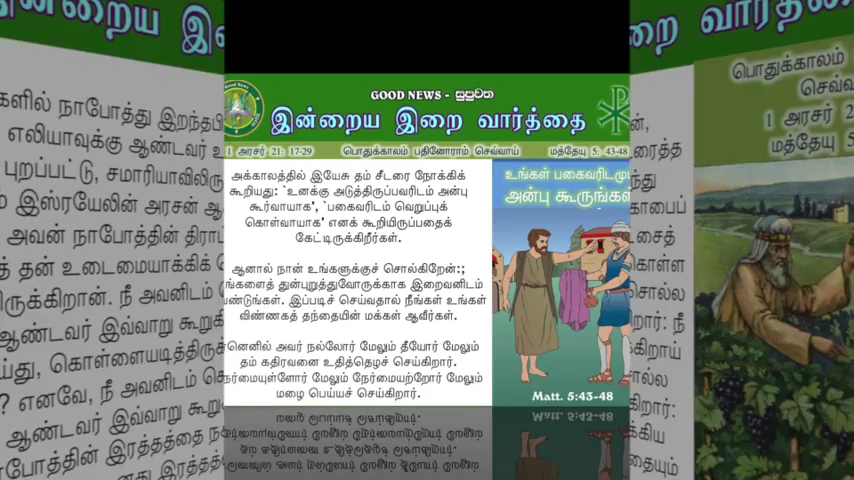 GOOD NEWS - සුපුවත
இன்றைய இறை வார்த்தை
1 அரசர் 21: 17-29 பொதுக்காலம் பதினோராம் செவ்வாய் மத்தேயு 5: 43-48
அக்காலத்தில் இயேசு தம் சீடரை நோக்கிக்
கூறியது: `உனக்கு அடுத்திருப்பவரிடம் அன்பு
கூர்வாயாக', `பகைவரிடம் வெறுப்புக்
கொள்வாயாக' எனக் கூறியிருப்பதைக்
கேட்டிருக்கிறீர்கள்.
ஆனால் நான் உங்களுக்குச் சொல்கிறேன்:;
ங்களைத் துன்புறுத்துவோருக்காக இறைவனிடம்
ண்டுங்கள். இப்படிச் செய்வதால் நீங்கள் உங்கள்
விண்ணகத் தந்தையின் மக்கள் ஆவீர்கள்.
னெனில் அவர் நல்லோர் மேலும் தீயோர் மேலும்
தம் கதிரவனை உதித்தெழச் செய்கிறார்.
நேர்மையுள்ளோர் மேலும் நேர்மையற்றோர் மேலும்
மழை பெய்யச் செய்கிறார்.
உங்கள் பகைவரிடமு
அன்பு கூருங்கள்
Matt. 5:43-48
ன்றைய இ
களில் நாபோத்து இறந்தபி
எலியாவுக்கு ஆண்டவர் உ
புறப்பட்டு, சமாரியாவிலிரு
ம் இஸ்ரயேலின் அரசன் ஆ
அவன் நாபோத்தின் திராட்
த் தன் உடைமையாக்கிக் ெ
ருக்கிறான். நீ அவனிடம்
ஆண்டவர் இவ்வாறு கூறுகி
ய்து, கொள்ளையடித்திருக்
? எனவே, நீ அவனிடம் செ
ஆண்டவர் இவ்வாறு கூறு
போத்தின் இரத்தத்தை ந
றை வார்த்தை
பொதுக்காலம்
செவ்வ
1 அரசர் 2
மத்தேயு 5